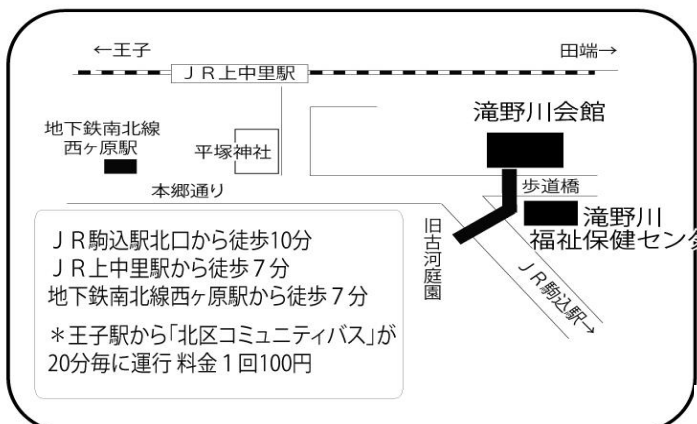 ←王子
田端→
ＪＲ上中里駅
滝野川会館
地下鉄南北線
西ヶ原駅
平塚神社
本郷通り
歩道橋
滝野川
福祉保健センタ
旧古河庭園
ＪＲ駒込駅→
ＪＲ駒込駅北口から徒歩10分
ＪＲ上中里駅から徒歩７分
地下鉄南北線西ヶ原駅から徒歩７分
＊王子駅から「北区コミュニティバス」が
20分毎に運行 料金１回100円